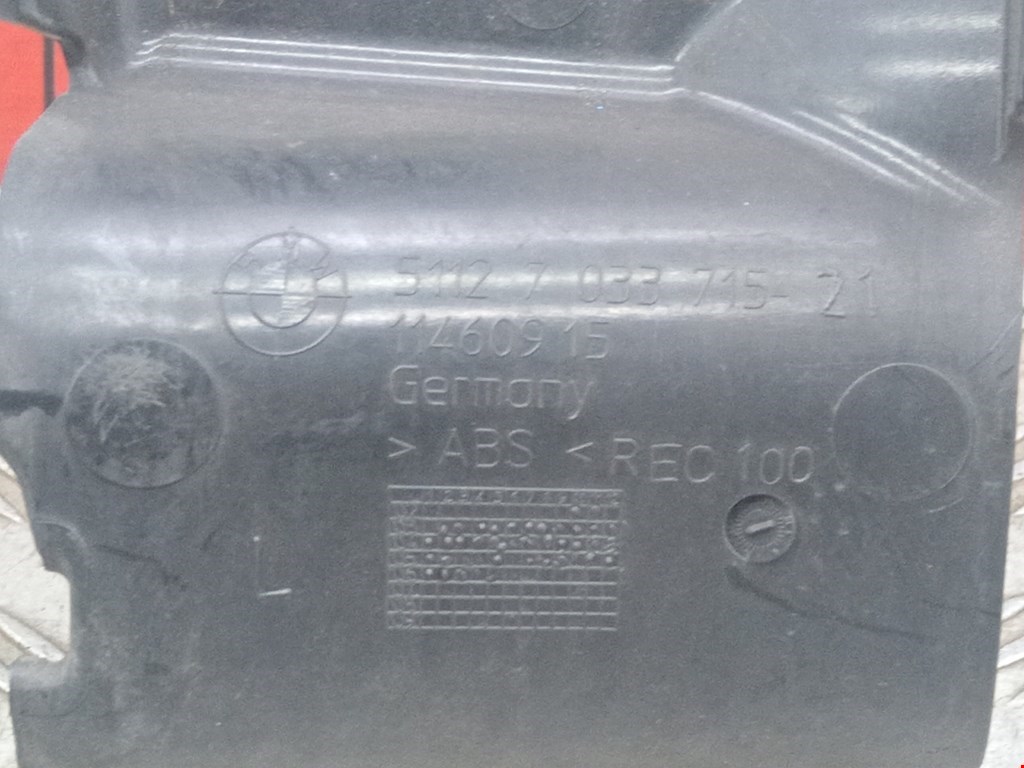 5112 7 033 715- 21
11460915
Germany
> ABS < REC 100
L